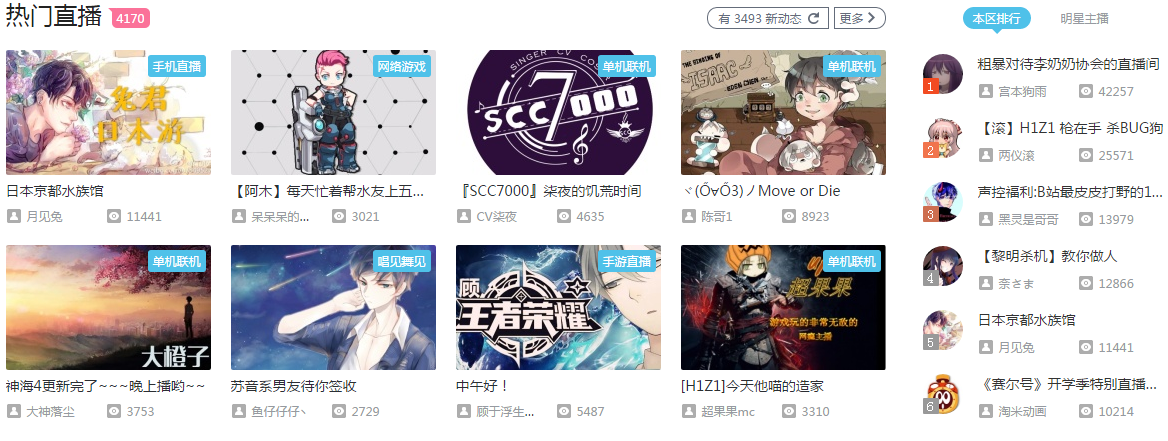 热门直播 4170
有 3493 新动态 更多
手机直播
兔君
日本游
日本京都水族馆
月见兔 11441
网络游戏
【阿木】每天忙着帮水友上五...
呆呆呆的... 3021
单机联机
SINGER CV COS
7
SCC7000
『SCC7000』柒夜的饥荒时间
CV柒夜 4635
单机联机
THE BINDING OF
ISAAC
EDEN CHEN
ヾ(Ő∀Ő3)ノMove or Die
陈哥1 8923
单机联机
大橙子
神海4更新完了~~~晚上播哟~~
大神落尘 3753
唱见舞见
苏音系男友待你签收
鱼仔仔仔丶 2729
手游直播
顾
王者荣耀
中午好！
顾于浮生... 5487
单机联机
超果果
游戏玩的非常无敌的
网瘾主播
[H1Z1]今天他喵的造家
超果果mc 3310
本区排行 明星主播
1 粗暴对待李奶奶协会的直播间
宫本狗雨 42257
2 【滚】H1Z1 枪在手 杀BUG狗
两仪滚 25571
3 声控福利:B站最皮皮打野的1...
黑灵是哥哥 13979
4 【黎明杀机】教你做人
奈さま 12866
5 日本京都水族馆
月见兔 11441
6 《赛尔号》开学季特别直播...
淘米动画 10214